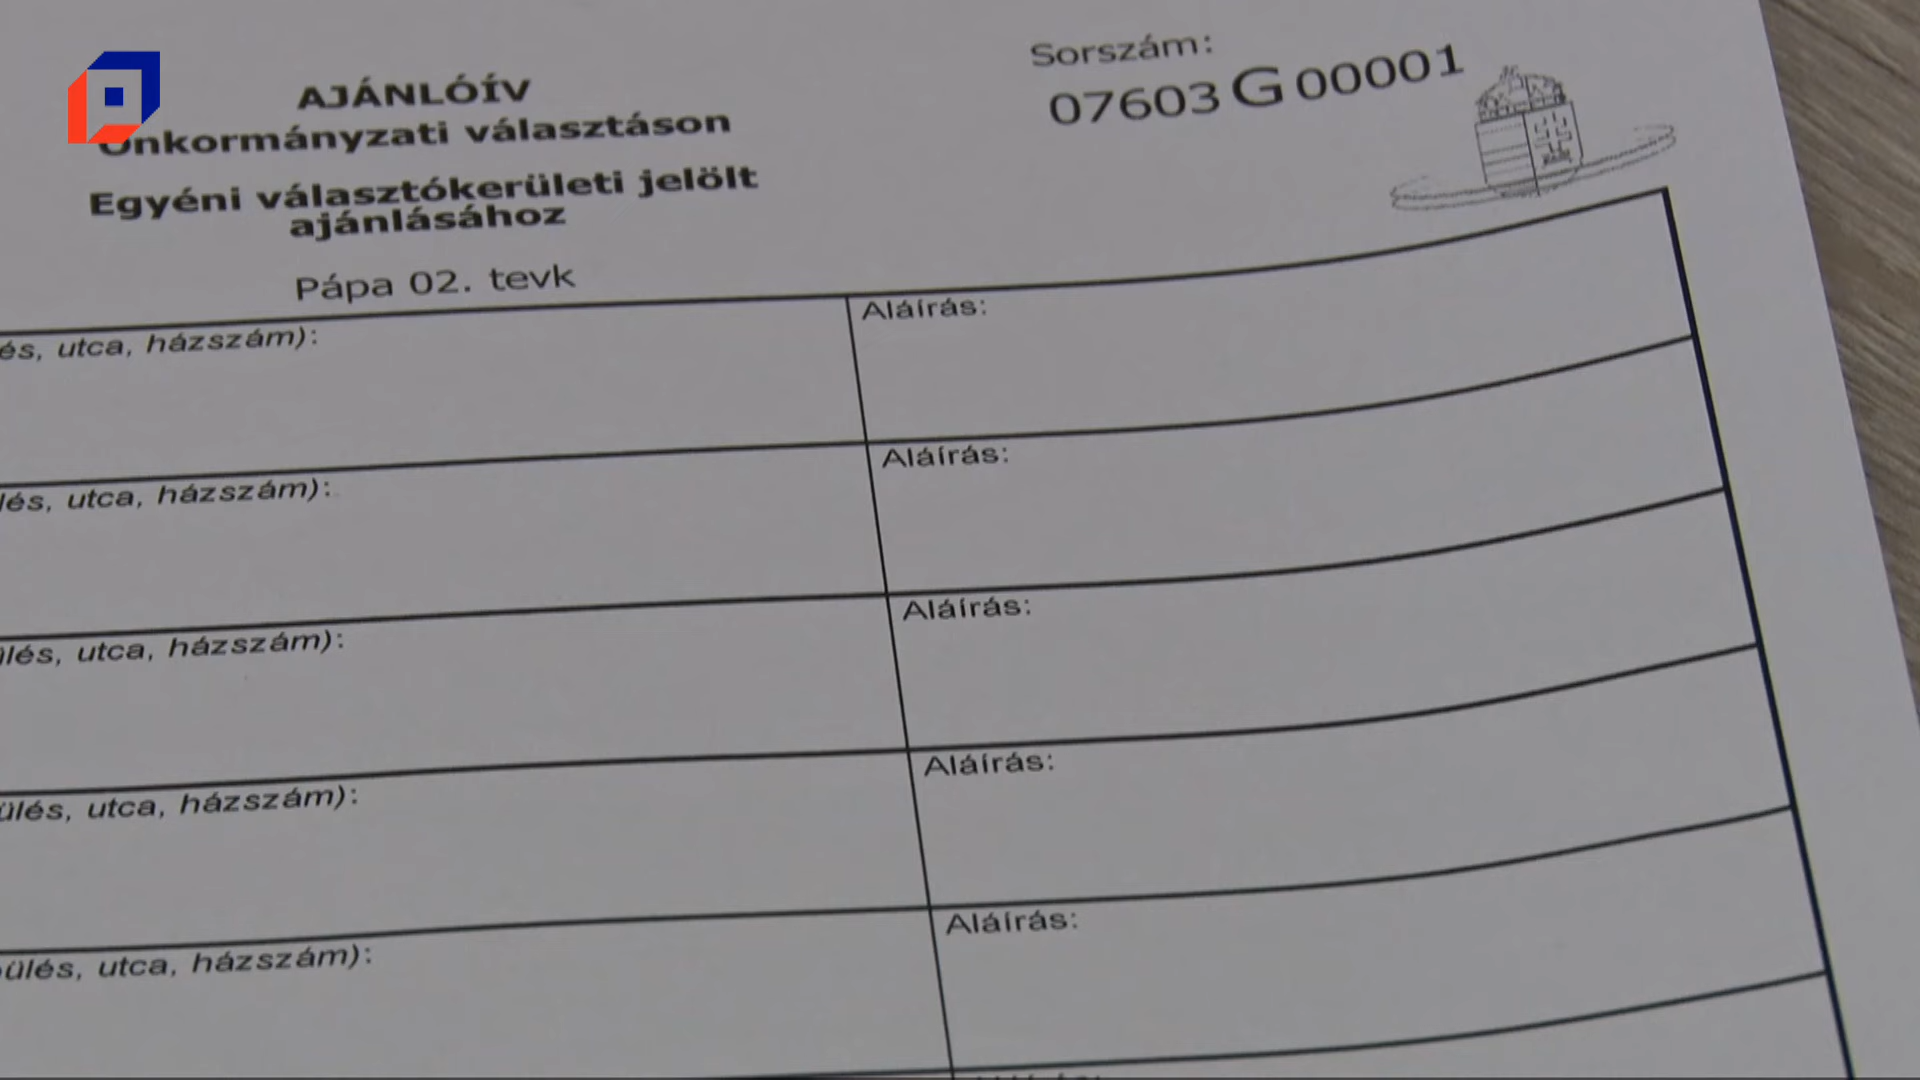 AJÁNLÓÍV
Önkormányzati választáson
Egyéni választókerületi jelölt
ajánlásához
Pápa 02. tevk
Sorszám:
07603 G 00001
és, utca, házszám):
Aláírás:
lés, utca, házszám):
Aláírás:
ülés, utca, házszám):
Aláírás:
ülés, utca, házszám):
Aláírás:
ülés, utca, házszám):
Aláírás: